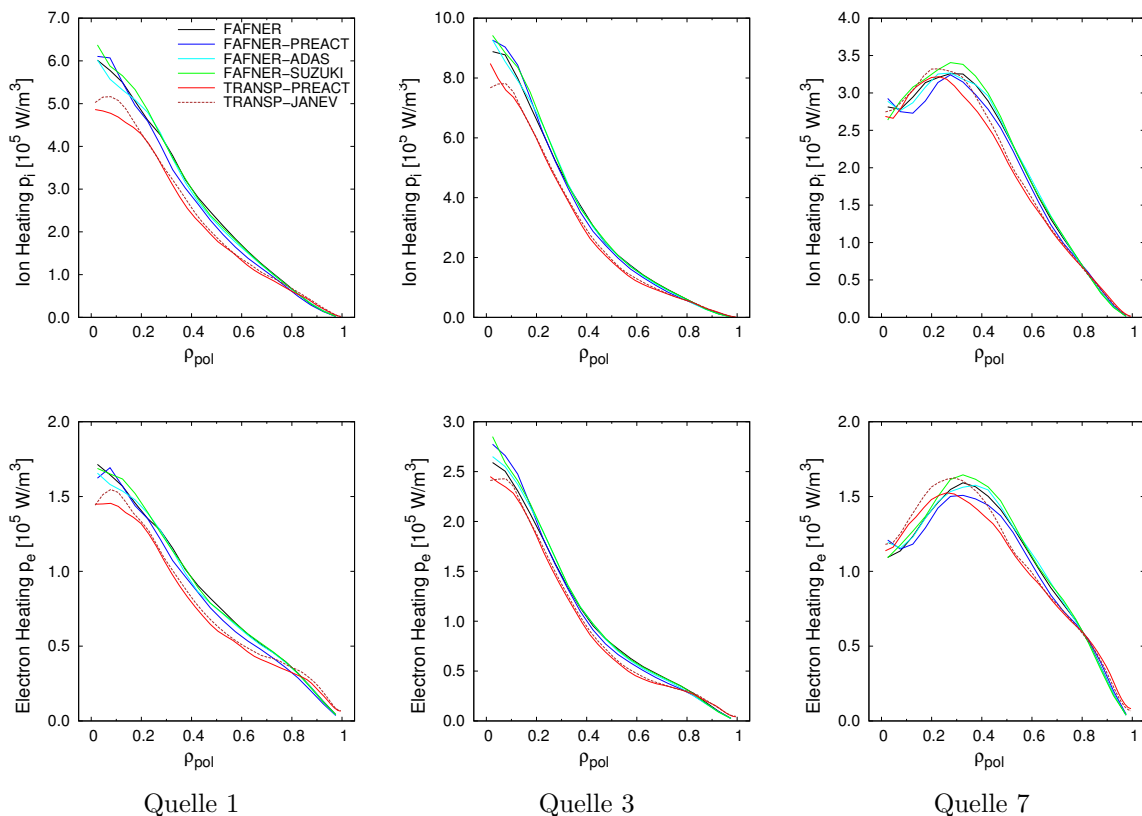 7.0
6.0
5.0
4.0
3.0
2.0
1.0
0.0
0 0.2 0.4 0.6 0.8 1
Ion Heating p_i [10^5 W/m^3]
ρ_pol
FAFNER
FAFNER-PREACT
FAFNER-ADAS
FAFNER-SUZUKI
TRANSP-PREACT
TRANSP-JANEV
10.0
8.0
6.0
4.0
2.0
0.0
0 0.2 0.4 0.6 0.8 1
Ion Heating p_i [10^5 W/m^3]
ρ_pol
4.0
3.5
3.0
2.5
2.0
1.5
1.0
0.5
0.0
0 0.2 0.4 0.6 0.8 1
Ion Heating p_i [10^5 W/m^3]
ρ_pol
2.0
1.5
1.0
0.5
0.0
0 0.2 0.4 0.6 0.8 1
Electron Heating p_e [10^5 W/m^3]
ρ_pol
3.0
2.5
2.0
1.5
1.0
0.5
0.0
0 0.2 0.4 0.6 0.8 1
Electron Heating p_e [10^5 W/m^3]
ρ_pol
2.0
1.5
1.0
0.5
0.0
0 0.2 0.4 0.6 0.8 1
Electron Heating p_e [10^5 W/m^3]
ρ_pol
Quelle 1
Quelle 3
Quelle 7